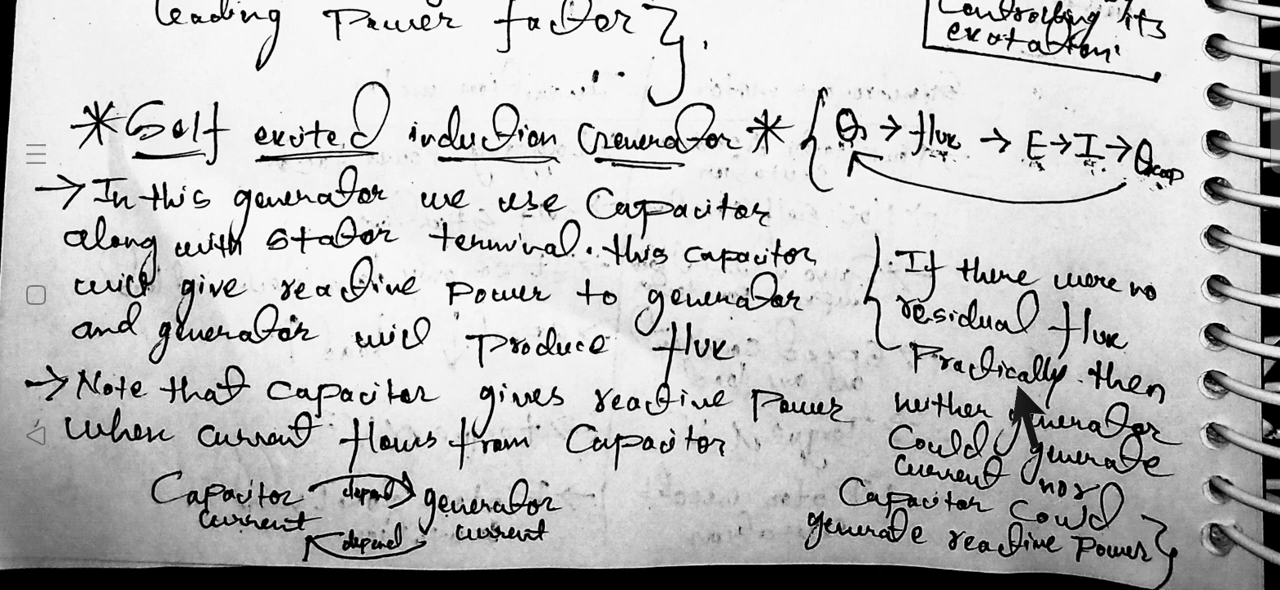 leading Power factor}.
Controlling its
exitation.
*Self exited induction Generator* {Q → flux → E → I → Qcap
→ In this generator we use Capacitor
along with stator terminal. this capacitor
will give reactive Power to generator
and generator will Produce flux
→ Note that capacitor gives reactive Power
When current flows from Capacitor
Capacitor depend generator
current depend current
{If there were no
residual flux
Practically then
neither generator
Could generate
current nor
Capacitor Could
generate reactive Power}